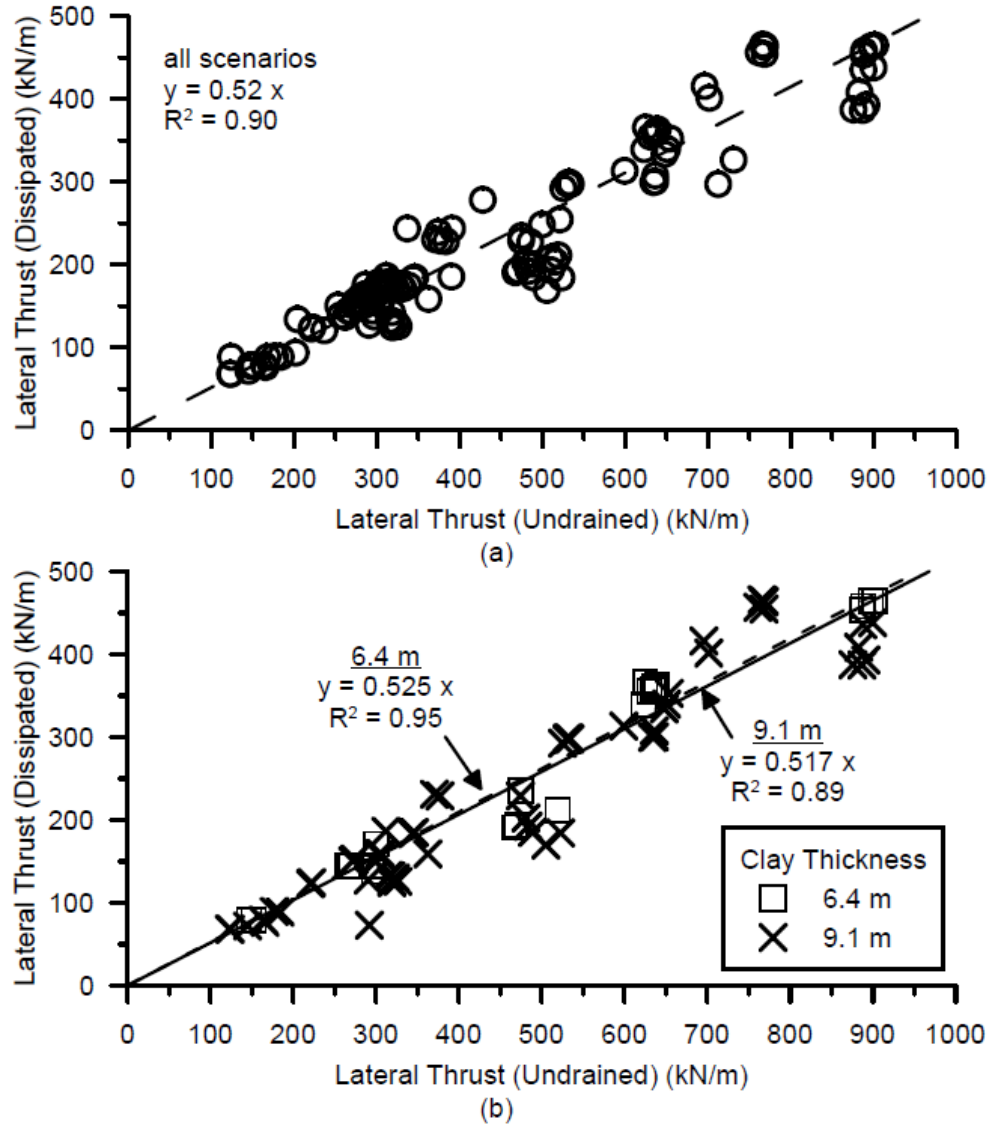 500
400
300
200
100
0
Lateral Thrust (Dissipated) (kN/m)
all scenarios
y = 0.52 x
R² = 0.90
0 100 200 300 400 500 600 700 800 900 1000
Lateral Thrust (Undrained) (kN/m)
(a)
500
400
300
200
100
0
Lateral Thrust (Dissipated) (kN/m)
6.4 m
y = 0.525 x
R² = 0.95
9.1 m
y = 0.517 x
R² = 0.89
Clay Thickness
6.4 m
9.1 m
0 100 200 300 400 500 600 700 800 900 1000
Lateral Thrust (Undrained) (kN/m)
(b)